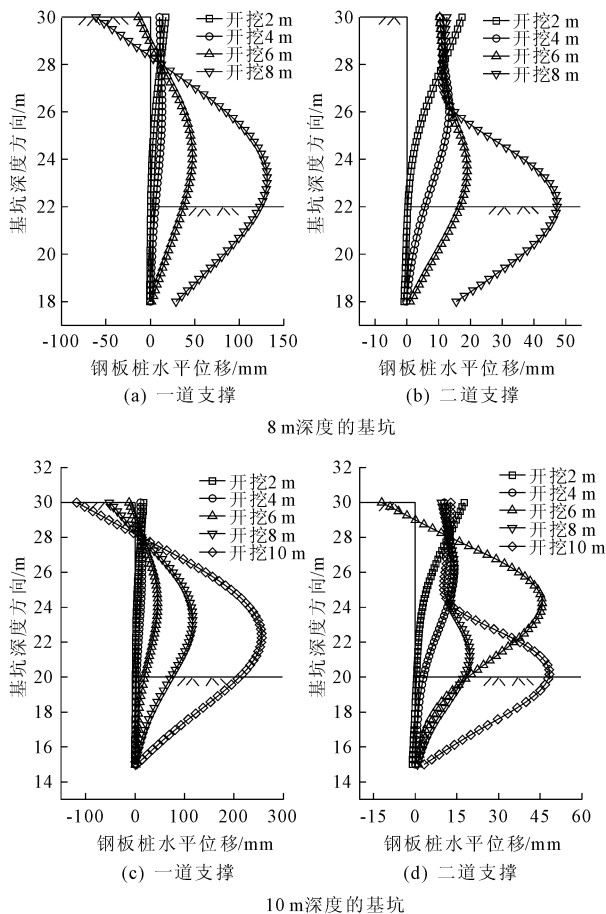 30
28
26
24
22
20
18
基坑深度方向/m
开挖2 m
开挖4 m
开挖6 m
开挖8 m
-100 -50 0 50 100 150
钢板桩水平位移/mm
(a) 一道支撑
30
28
26
24
22
20
18
基坑深度方向/m
开挖2 m
开挖4 m
开挖6 m
开挖8 m
-10 0 10 20 30 40 50
钢板桩水平位移/mm
(b) 二道支撑
8 m深度的基坑
32
30
28
26
24
22
20
18
16
14
基坑深度方向/m
开挖2 m
开挖4 m
开挖6 m
开挖8 m
开挖10 m
-100 0 100 200 300
钢板桩水平位移/mm
(c) 一道支撑
32
30
28
26
24
22
20
18
16
14
基坑深度方向/m
开挖2 m
开挖4 m
开挖6 m
开挖8 m
开挖10 m
-15 0 15 30 45 60
钢板桩水平位移/mm
(d) 二道支撑
10 m深度的基坑